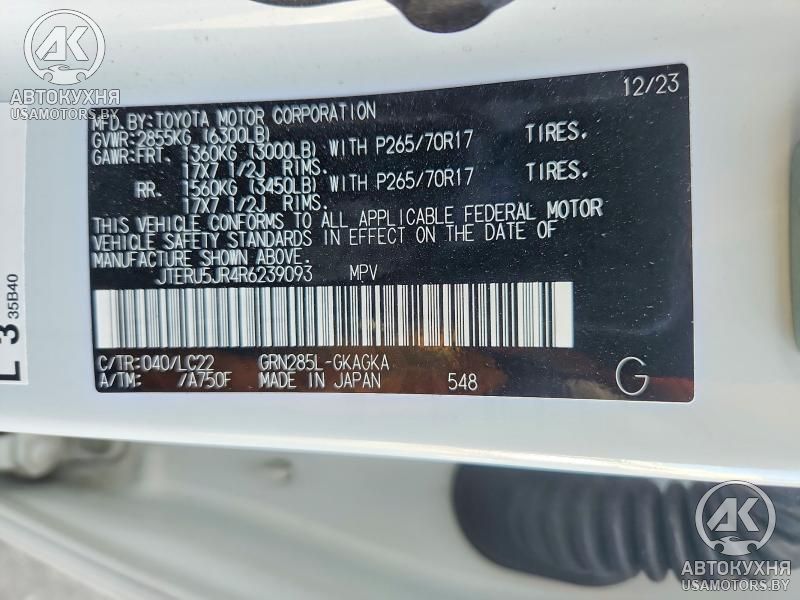 AK
АВТОКУХНЯ
USAMOTORS.BY
12/23
MFD.BY:TOYOTA MOTOR CORPORATION
GVWR:2855KG (6300LB)
GAWR:FRT. 1360KG (3000LB) WITH P265/70R17 TIRES.
17X7 1/2J RIMS.
RR. 1560KG (3450LB) WITH P265/70R17 TIRES.
17X7 1/2J RIMS.
THIS VEHICLE CONFORMS TO ALL APPLICABLE FEDERAL MOTOR
VEHICLE SAFETY STANDARDS IN EFFECT ON THE DATE OF
MANUFACTURE SHOWN ABOVE.
JTERU5JR4R6239093 MPV
C/TR:040/LC22 GRN285L-GKAGKA
A/TM: /A750F MADE IN JAPAN 548 G
L 3
35B40
AK
АВТОКУХНЯ
USAMOTORS.BY